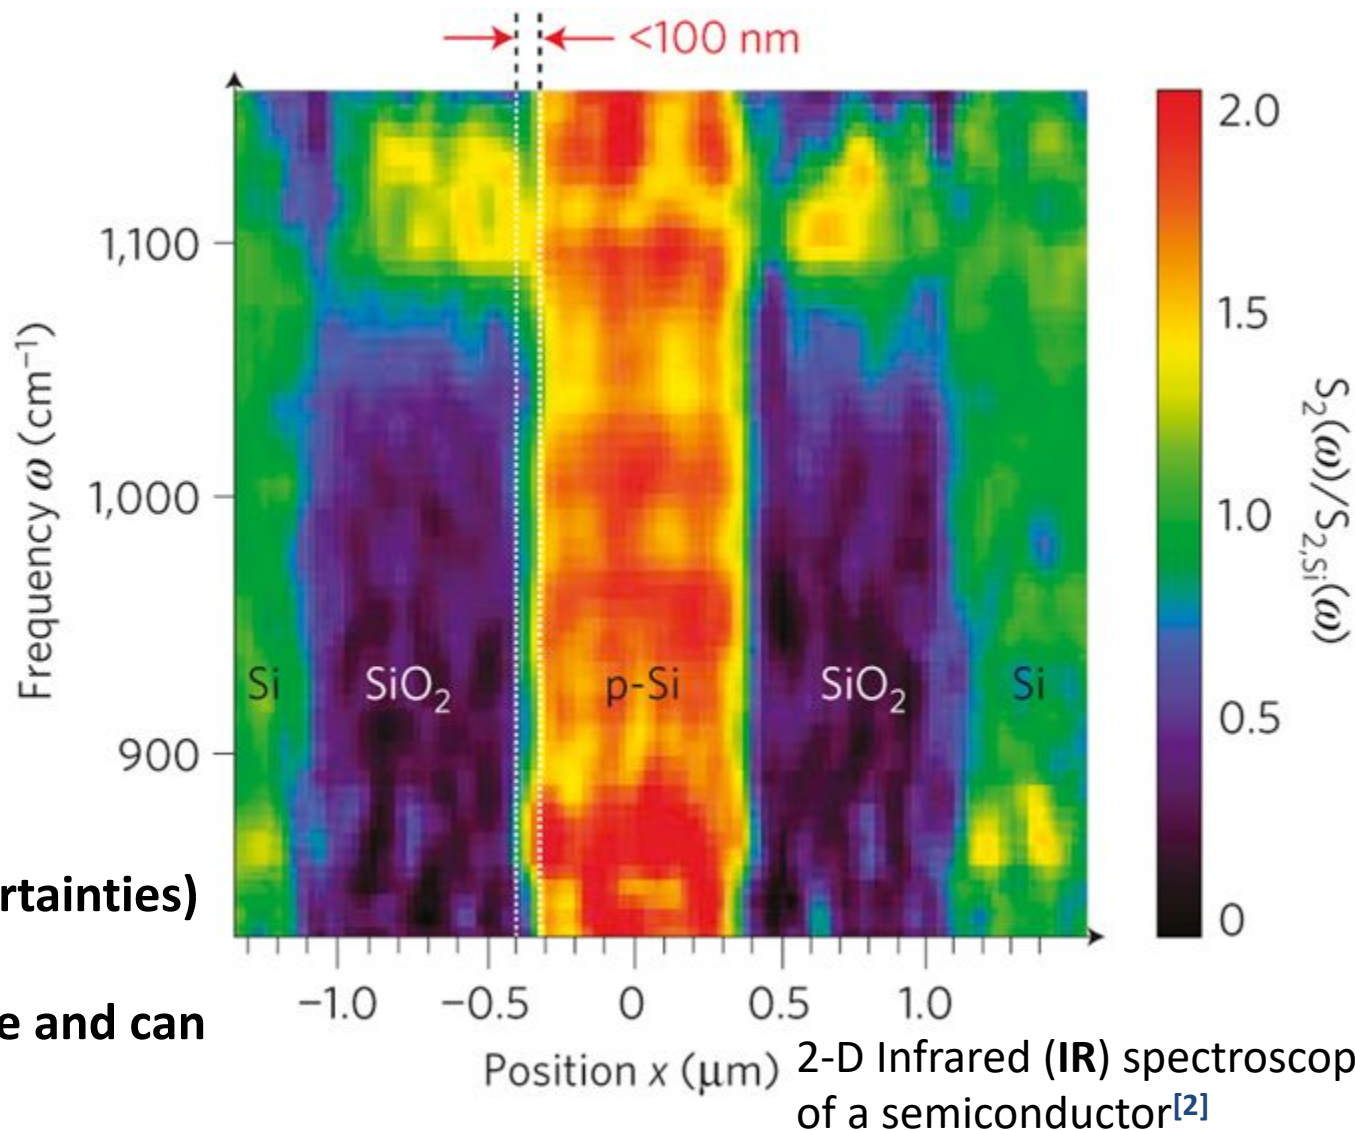 <100 nm
2.0
1,100
1.5
Frequency ω (cm⁻¹)
S₂(ω)/S₂,Si(ω)
1,000
1.0
Si SiO₂ p-Si SiO₂ Si
0.5
900
rtainties)
0
−1.0 −0.5 0 0.5 1.0
e and can
Position x (μm)
2-D Infrared (IR) spectroscop
of a semiconductor[2]